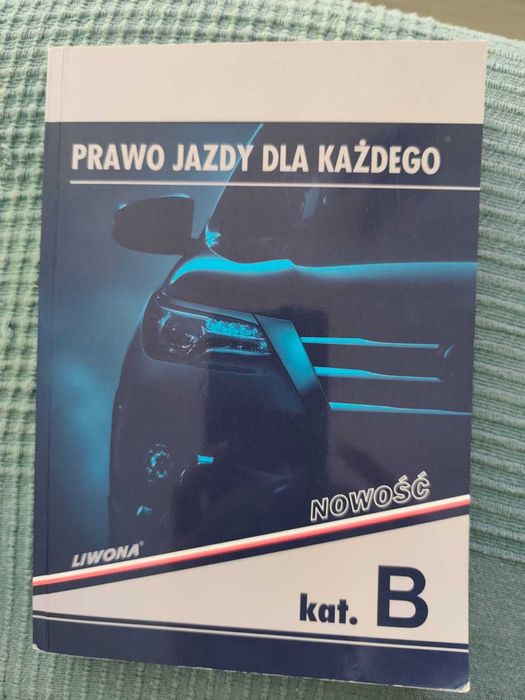 PRAWO JAZDY DLA KAŻDEGO
NOWOŚĆ
LIWONA®
kat. B